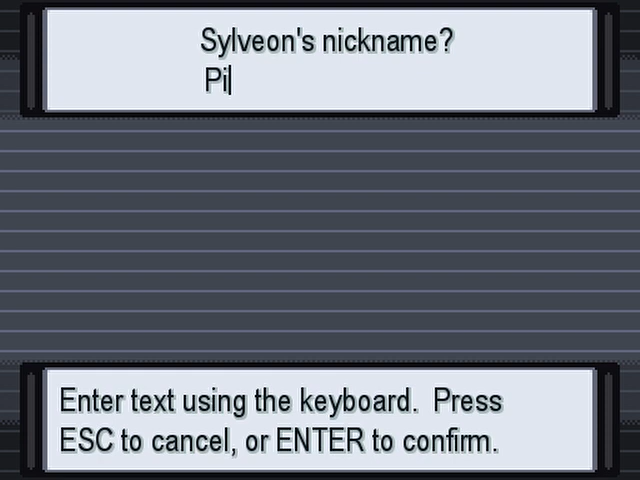 Sylveon's nickname?
Pi
Enter text using the keyboard.  Press
ESC to cancel, or ENTER to confirm.